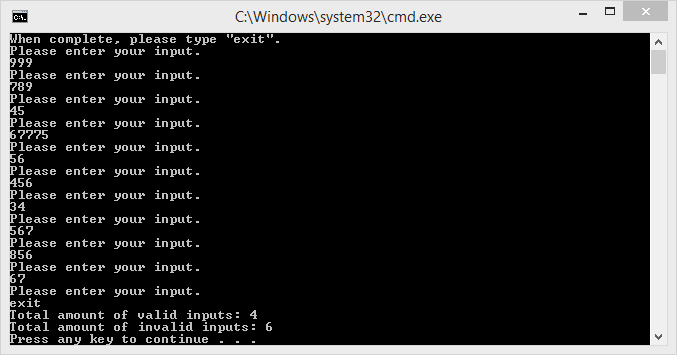 C:\Windows\system32\cmd.exe
C:\.
When complete, please type "exit".
Please enter your input.
999
Please enter your input.
789
Please enter your input.
45
Please enter your input.
67775
Please enter your input.
56
Please enter your input.
456
Please enter your input.
34
Please enter your input.
567
Please enter your input.
856
Please enter your input.
67
Please enter your input.
exit
Total amount of valid inputs: 4
Total amount of invalid inputs: 6
Press any key to continue . . .